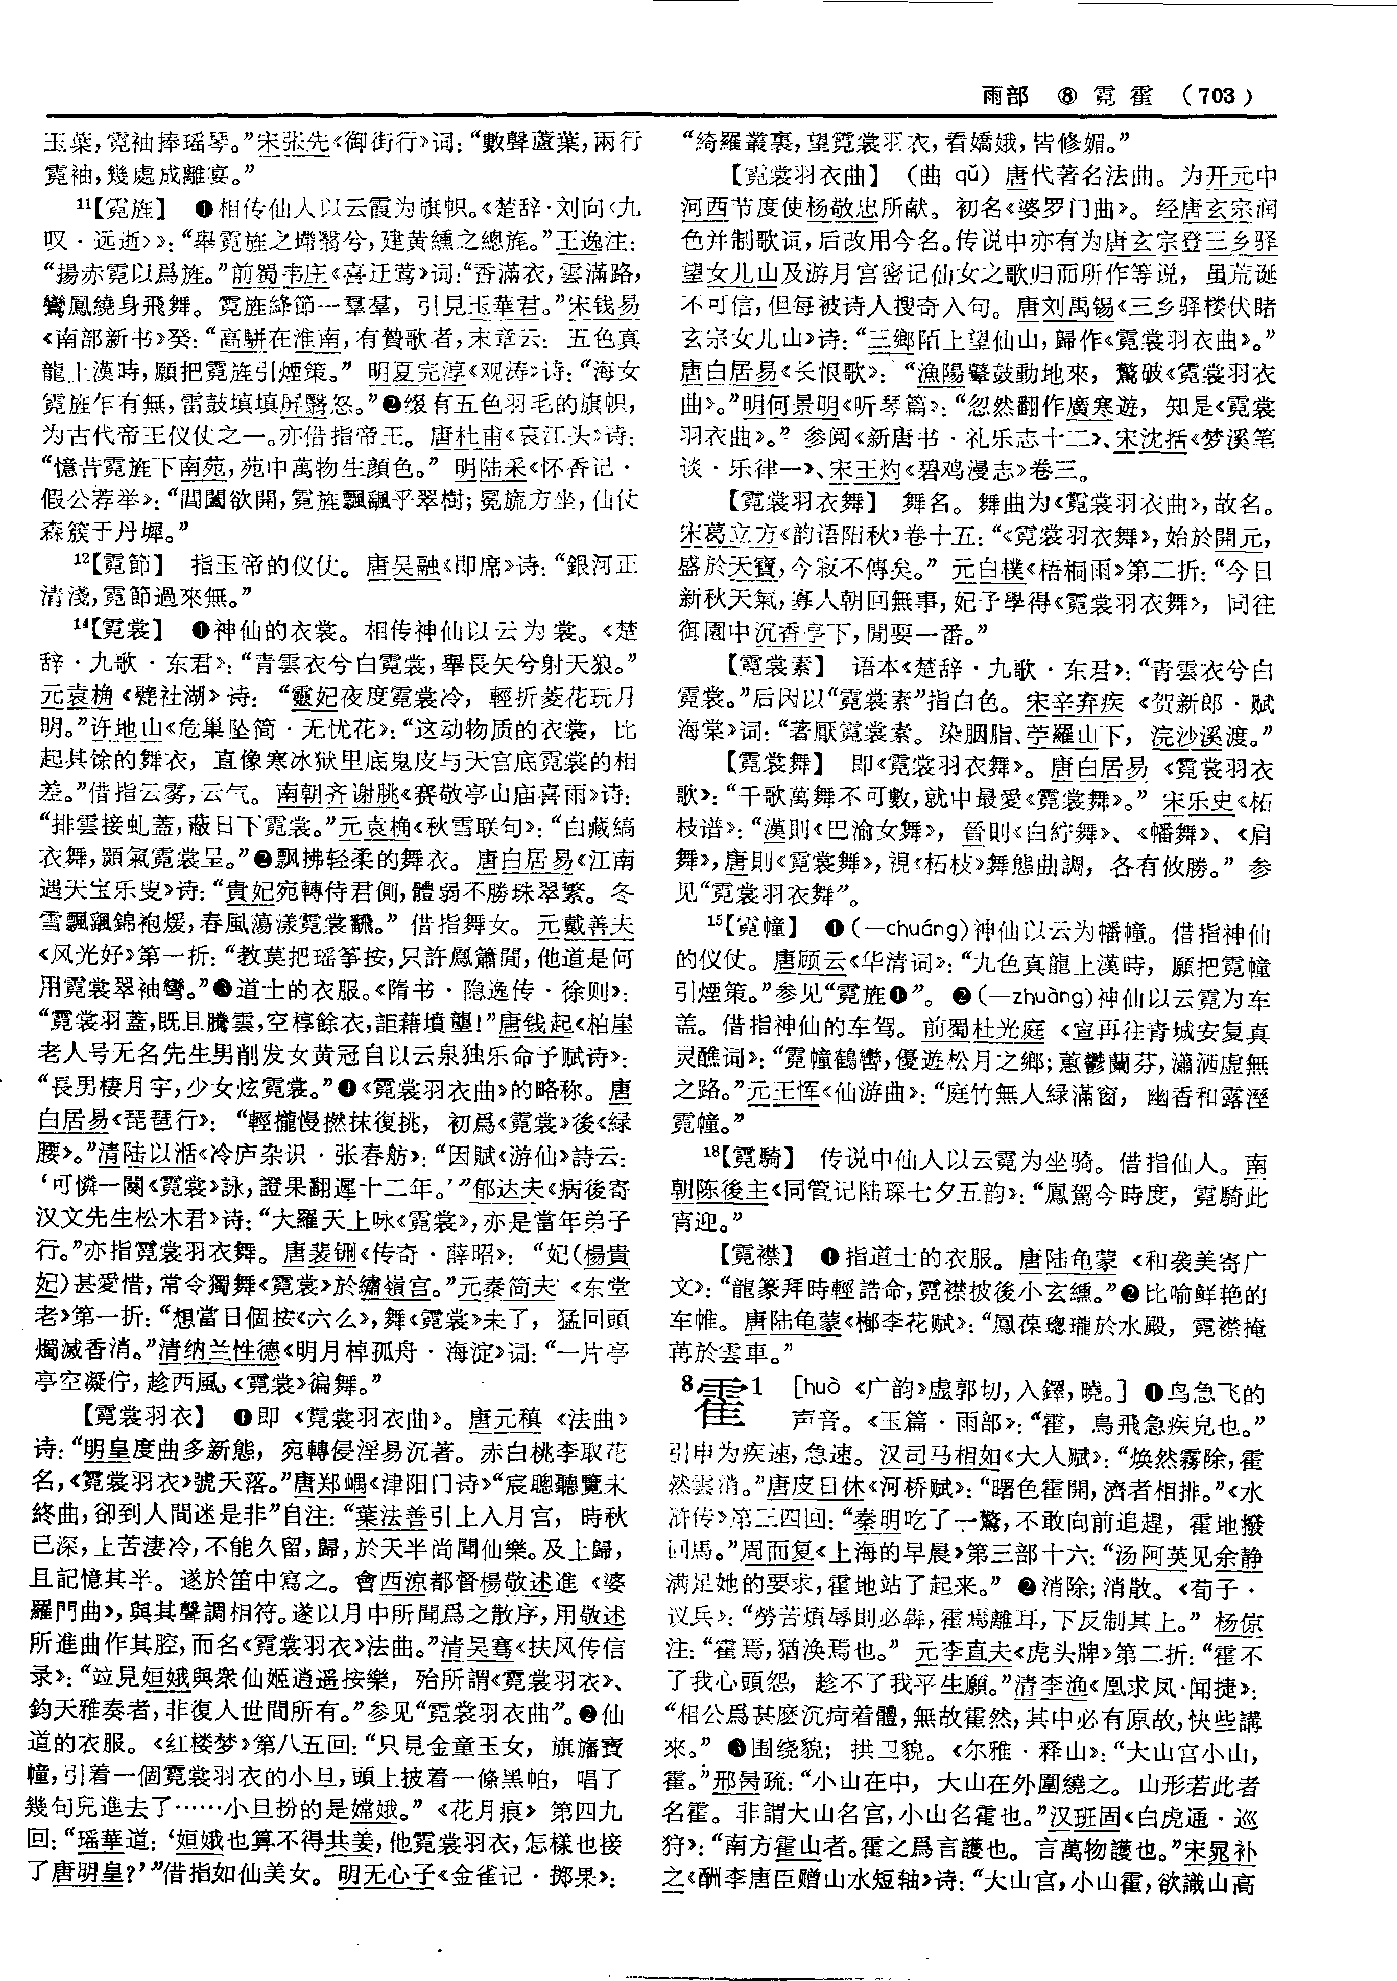 雨部 ⑧ 霓 霍 (703)
玉葉，霓袖捧瑶琴。”宋张先《御街行》词：“數聲蘆葉，兩行
霓袖，幾處成離宴。”
11【霓旌】 ❶相传仙人以云霞为旗帜。《楚辞·刘向〈九
叹·远逝〉》：“舉霓旌之墆翳兮，建黄纁之總旄。”王逸注：
“揚赤霓以爲旌。”前蜀韦庄《喜迁莺》词：“香滿衣，雲滿路，
鸞鳳繞身飛舞。霓旌絳節一羣羣，引見玉華君。”宋钱易
《南部新书》癸：“高駢在淮南，有贄歌者，末章云：五色真
龍上漢時，願把霓旌引煙策。” 明夏完淳《观涛》诗：“海女
霓旌乍有無，雷鼓填填屏翳怒。”❷缀有五色羽毛的旗帜，
为古代帝王仪仗之一。亦借指帝王。 唐杜甫《哀江头》诗：
“憶昔霓旌下南苑，苑中萬物生顔色。” 明陆采《怀香记·
假公荐举》：“閶闔欲開，霓旌飄颻乎翠樹；冕旒方坐，仙仗
森簇于丹墀。”
12【霓節】 指玉帝的仪仗。唐吴融《即席》诗：“銀河正
清淺，霓節過來無。”
14【霓裳】 ❶神仙的衣裳。相传神仙以云为裳。《楚
辞·九歌·东君》：“青雲衣兮白霓裳，舉長矢兮射天狼。”
元袁桷《甓社湖》诗： “靈妃夜度霓裳冷，輕折菱花玩月
明。”许地山《危巢坠简·无忧花》：“这动物质的衣裳，比
起其馀的舞衣，直像寒冰狱里底鬼皮与天宫底霓裳的相
差。”借指云雾，云气。 南朝齐谢朓《赛敬亭山庙喜雨》诗：
“排雲接虬蓋，蔽日下霓裳。”元袁桷《秋雪联句》：“白藏縞
衣舞，顥氣霓裳呈。”❷飘拂轻柔的舞衣。 唐白居易《江南
遇天宝乐叟》诗：“貴妃宛轉侍君側，體弱不勝珠翠繁。冬
雪飄颻錦袍煖，春風蕩漾霓裳飜。”借指舞女。 元戴善夫
《风光好》第一折：“教莫把瑶筝按，只許鳳簫閒，他道是何
用霓裳翠袖彎。”❸道士的衣服。《隋书·隐逸传·徐则》：
“霓裳羽蓋，既且騰雲，空椁餘衣，詎藉墳壟！”唐钱起《柏崖
老人号无名先生男削发女黄冠自以云泉独乐命予赋诗》：
“長男棲月宇，少女炫霓裳。”❹《霓裳羽衣曲》的略称。唐
白居易《琵琶行》：“輕攏慢撚抹復挑，初爲《霓裳》後《緑
腰》。”清陆以湉《冷庐杂识·张春舫》：“因賦《游仙》詩云：
‘可憐一闋《霓裳》詠，證果翻遲十二年。’”郁达夫《病後寄
汉文先生松木君》诗：“大羅天上咏《霓裳》，亦是當年弟子
行。”亦指霓裳羽衣舞。 唐裴铏《传奇·薛昭》：“妃(楊貴
妃)甚愛惜，常令獨舞《霓裳》於繡嶺宫。”元秦简夫《东堂
老》第一折：“想當日個按《六么》，舞《霓裳》未了，猛回頭
燭滅香消。”清纳兰性德《明月棹孤舟·海淀》词：“一片亭
亭空凝佇，趁西風，《霓裳》徧舞。”
【霓裳羽衣】 ❶即《霓裳羽衣曲》。唐元稹《法曲》
诗：“明皇度曲多新態，宛轉侵淫易沉著。赤白桃李取花
名，《霓裳羽衣》號天落。”唐郑嵎《津阳门诗》“宸聰聽覽未
終曲，卻到人間迷是非”自注：“葉法善引上入月宫，時秋
已深，上苦淒冷，不能久留，歸，於天半尚聞仙樂。及上歸，
且記憶其半。遂於笛中寫之。會西涼都督楊敬述進《婆
羅門曲》，與其聲調相符。遂以月中所聞爲之散序，用敬述
所進曲作其腔，而名《霓裳羽衣》法曲。”清吴骞《扶风传信
录》：“竝見姮娥與衆仙姬逍遥按樂，殆所謂《霓裳羽衣》、
鈞天雅奏者，非復人世間所有。”参见“霓裳羽衣曲”。❷仙
道的衣服。《红楼梦》第八五回：“只見金童玉女，旗旛寶
幢，引着一個霓裳羽衣的小旦，頭上披着一條黑帕，唱了
幾句兒進去了……小旦扮的是嫦娥。”《花月痕》第四九
回：“瑶華道：‘姮娥也算不得共姜，他霓裳羽衣，怎樣也接
了唐明皇？’”借指如仙美女。 明无心子《金雀记·掷果》：
“綺羅叢裏，望霓裳羽衣，看嬌娥，皆修媚。”
【霓裳羽衣曲】 (曲 qǔ)唐代著名法曲。为开元中
河西节度使杨敬忠所献。初名《婆罗门曲》。经唐玄宗润
色并制歌词，后改用今名。传说中亦有为唐玄宗登三乡驿
望女儿山及游月宫密记仙女之歌归而所作等说，虽荒诞
不可信，但每被诗人搜奇入句。唐刘禹锡《三乡驿楼伏睹
玄宗女儿山》诗：“三鄉陌上望仙山，歸作《霓裳羽衣曲》。”
唐白居易《长恨歌》：“漁陽鼙鼓動地來，驚破《霓裳羽衣
曲》。”明何景明《听琴篇》：“忽然翻作廣寒遊，知是《霓裳
羽衣曲》。” 参阅《新唐书·礼乐志十二》、宋沈括《梦溪笔
谈·乐律一》、宋王灼《碧鸡漫志》卷三。
【霓裳羽衣舞】 舞名。舞曲为《霓裳羽衣曲》，故名。
宋葛立方《韵语阳秋》卷十五：“《霓裳羽衣舞》，始於開元，
盛於天寶，今寂不傳矣。” 元白樸《梧桐雨》第二折：“今日
新秋天氣，寡人朝回無事，妃子學得《霓裳羽衣舞》，同往
御園中沉香亭下，閒耍一番。”
【霓裳素】 语本《楚辞·九歌·东君》：“青雲衣兮白
霓裳。”后因以“霓裳素”指白色。宋辛弃疾《贺新郎·赋
海棠》词：“著厭霓裳素。染胭脂、苧羅山下，浣沙溪渡。”
【霓裳舞】 即《霓裳羽衣舞》。唐白居易《霓裳羽衣
歌》：“千歌萬舞不可數，就中最愛《霓裳舞》。” 宋乐史《柘
枝谱》：“漢則《巴渝女舞》，晉則《白紵舞》、《幡舞》、《肩
舞》，唐則《霓裳舞》，視《柘枝》舞態曲調，各有攸勝。” 参
见“霓裳羽衣舞”。
15【霓幢】 ❶(—chuáng)神仙以云为幡幢。借指神仙
的仪仗。唐顾云《华清词》：“九色真龍上漢時，願把霓幢
引煙策。”参见“霓旌❶”。❷(—zhuàng)神仙以云霓为车
盖。借指神仙的车驾。前蜀杜光庭《宣再往青城安复真
灵醮词》：“霓幢鶴轡，優遊松月之鄉；蕙鬱蘭芬，瀟洒虚無
之路。”元王恽《仙游曲》：“庭竹無人緑滿窗，幽香和露溼
霓幢。”
18【霓騎】 传说中仙人以云霓为坐骑。借指仙人。南
朝陈後主《同管记陆琛七夕五韵》：“鳳駕今時度，霓騎此
宵迎。”
【霓襟】 ❶指道士的衣服。唐陆龟蒙《和袭美寄广
文》：“龍篆拜時輕誥命，霓襟披後小玄纁。”❷比喻鲜艳的
车帷。唐陆龟蒙《郁李花赋》：“鳳葆璁瓏於水殿，霓襟掩
苒於雲車。”
8霍1 [huò 《广韵》虚郭切，入鐸，曉。] ❶鸟急飞的
声音。《玉篇·雨部》：“霍，鳥飛急疾皃也。”
引申为疾速，急速。 汉司马相如《大人赋》：“焕然霧除，霍
然雲消。”唐皮日休《河桥赋》：“曙色霍開，濟者相排。”《水
浒传》第三四回：“秦明吃了一驚，不敢向前追趕，霍地撥
回馬。”周而复《上海的早晨》第三部十六：“汤阿英见余静
满足她的要求，霍地站了起来。” ❷消除；消散。《荀子·
议兵》：“勞苦煩辱則必犇，霍焉離耳，下反制其上。” 杨倞
注：“霍焉，猶涣焉也。” 元李直夫《虎头牌》第二折：“霍不
了我心頭怨，趁不了我平生願。”清李渔《凰求凤·闻捷》：
“相公爲甚麽沉疴着體，無故霍然，其中必有原故，快些講
來。” ❸围绕貌；拱卫貌。《尔雅·释山》：“大山宫小山，
霍。”邢昺疏：“小山在中，大山在外圍繞之。山形若此者
名霍。非謂大山名宫，小山名霍也。”汉班固《白虎通·巡
狩》：“南方霍山者。霍之爲言護也。言萬物護也。”宋晁补
之《酬李唐臣赠山水短轴》诗：“大山宫，小山霍，欲識山高